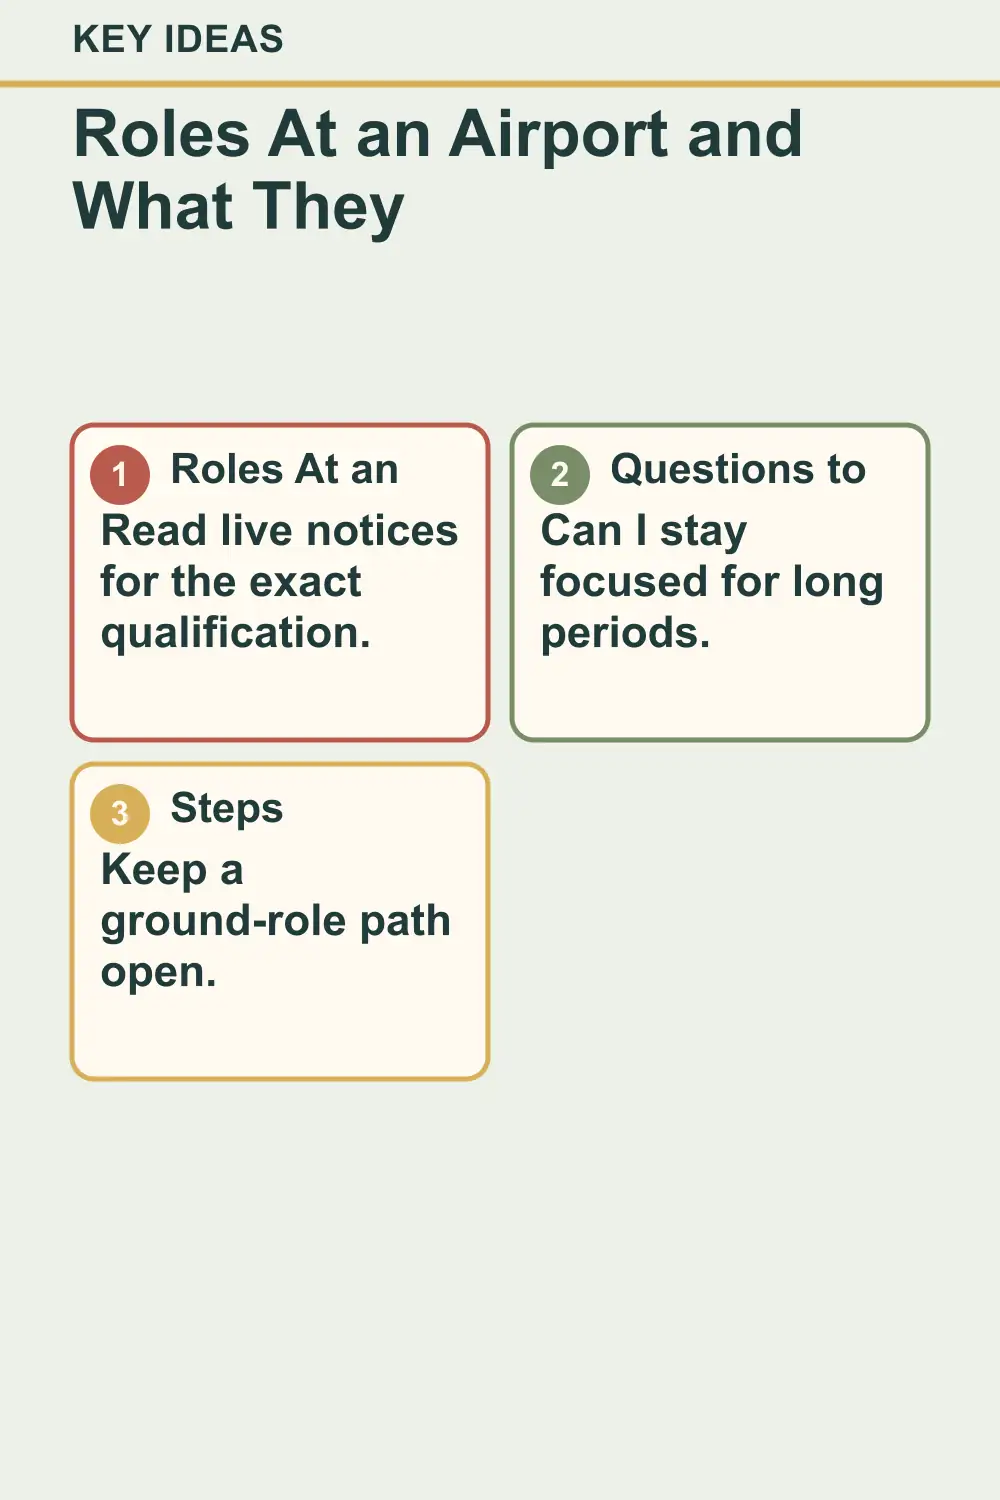 KEY IDEAS
Roles At an Airport and
What They
1 Roles At an
Read live notices
for the exact
qualification.
2 Questions to
Can I stay
focused for long
periods.
3 Steps
Keep a
ground-role path
open.